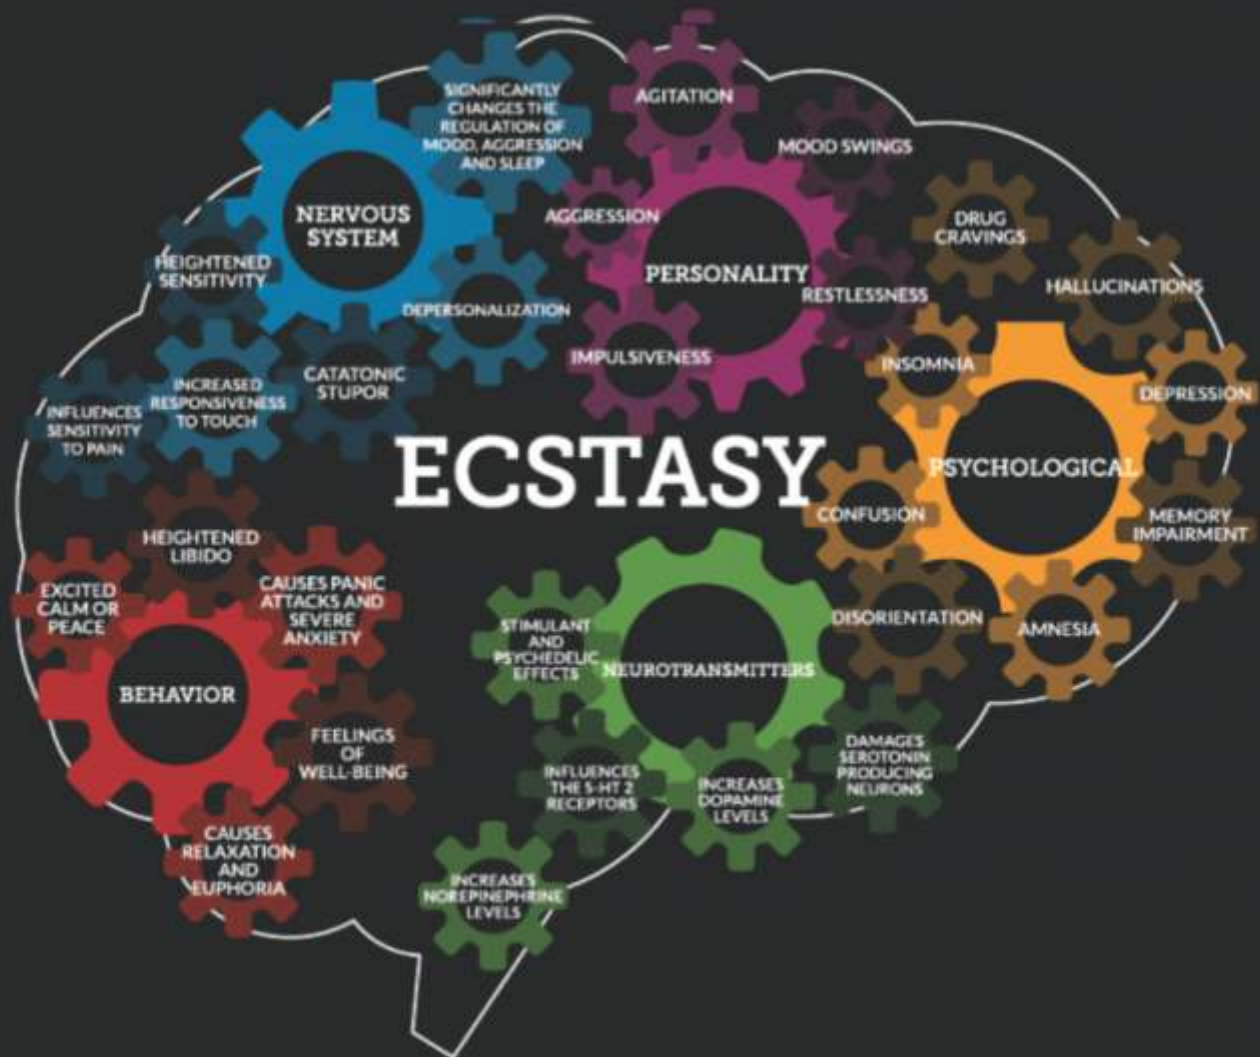 SIGNIFICANTLY
CHANGES THE
REGULATION OF
MOOD, AGGRESSION
AND SLEEP
NERVOUS
SYSTEM
HEIGHTENED
SENSITIVITY
DEPERSONALIZATION
CATATONIC
STUPOR
INCREASED
RESPONSIVENESS
TO TOUCH
INFLUENCES
SENSITIVITY
TO PAIN
AGITATION
MOOD SWINGS
AGGRESSION
PERSONALITY
RESTLESSNESS
IMPULSIVENESS
DRUG
CRAVINGS
HALLUCINATIONS
INSOMNIA
DEPRESSION
PSYCHOLOGICAL
CONFUSION
MEMORY
IMPAIRMENT
DISORIENTATION
AMNESIA
ECSTASY
HEIGHTENED
LIBIDO
EXCITED
CALM OR
PEACE
CAUSES PANIC
ATTACKS AND
SEVERE
ANXIETY
BEHAVIOR
FEELINGS
OF
WELL-BEING
CAUSES
RELAXATION
AND
EUPHORIA
STIMULANT
AND
PSYCHEDELIC
EFFECTS
NEUROTRANSMITTERS
INFLUENCES
THE 5-HT 2
RECEPTORS
INCREASES
DOPAMINE
LEVELS
DAMAGES
SEROTONIN
PRODUCING
NEURONS
INCREASES
NOREPINEPHRINE
LEVELS